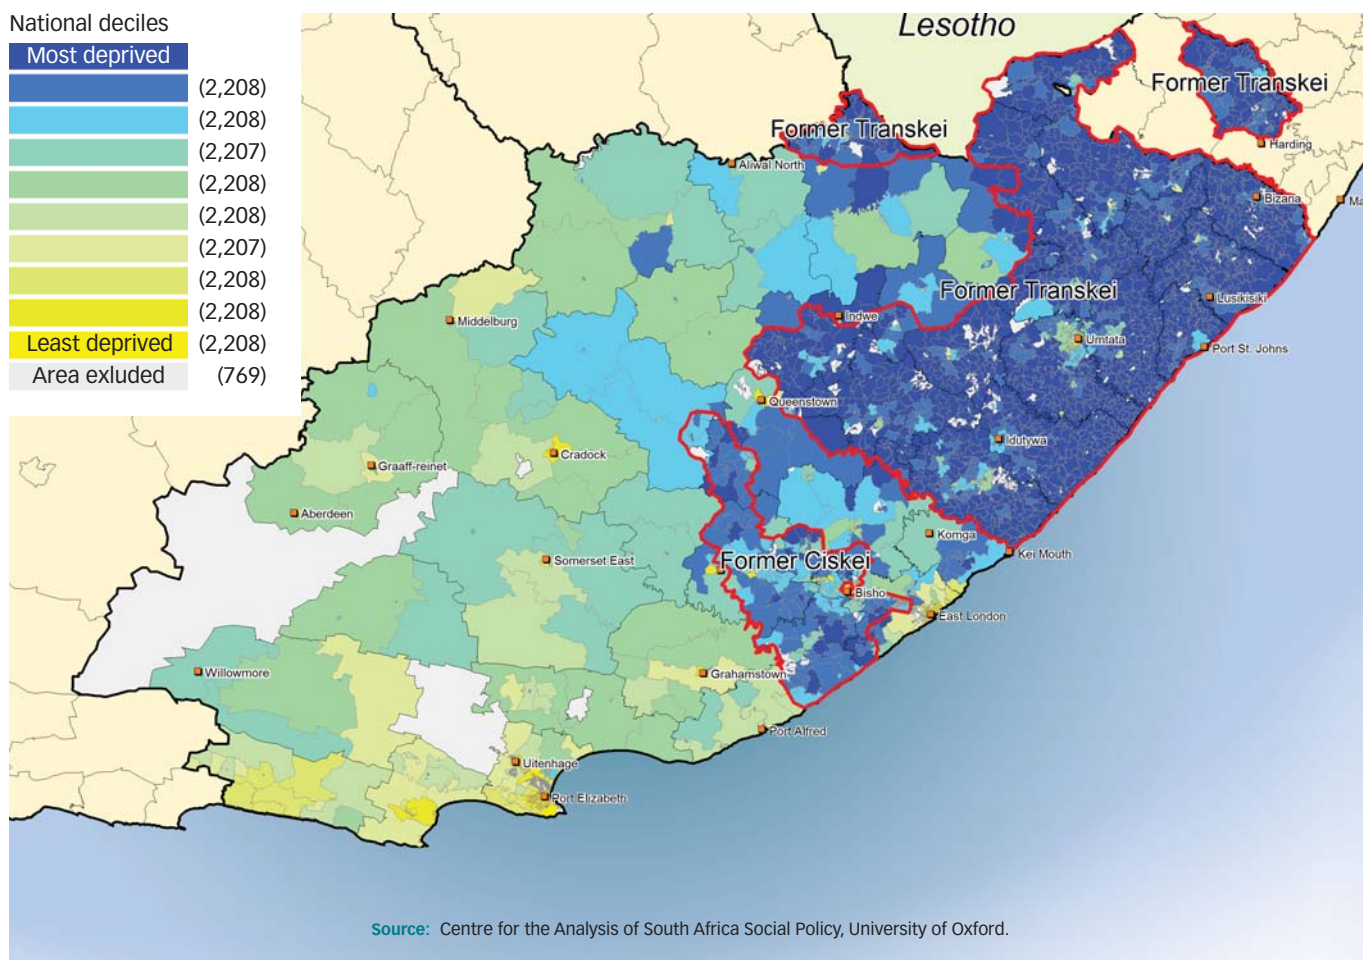 National deciles
Most deprived
(2,208)
(2,208)
(2,207)
(2,208)
(2,208)
(2,207)
(2,208)
(2,208)
Least deprived (2,208)
Area exluded (769)
Lesotho
Former Transkei
Former Transkei
Harding
Aliwal North
Bizana
Ma
Former Transkei
Lusikisiki
Indwe
Middelburg
Umtata
Port St. Johns
Queenstown
Idutywa
Cradock
Graaff-reinet
Aberdeen
Komga
Kei Mouth
Somerset East
Former Ciskei
Bisho
East London
Willowmore
Grahamstown
Port Alfred
Uitenhage
Port Elizabeth
Source: Centre for the Analysis of South Africa Social Policy, University of Oxford.